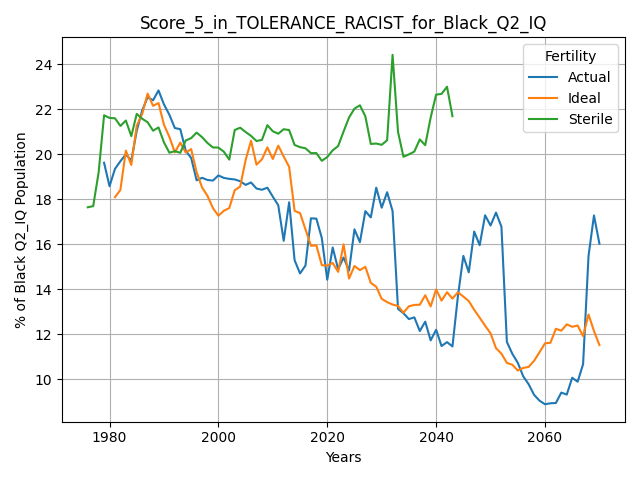 Score_5_in_TOLERANCE_RACIST_for_Black_Q2_IQ
Fertility
Actual
Ideal
Sterile
% of Black Q2_IQ Population
24
22
20
18
16
14
12
10
1980
2000
2020
2040
2060
Years